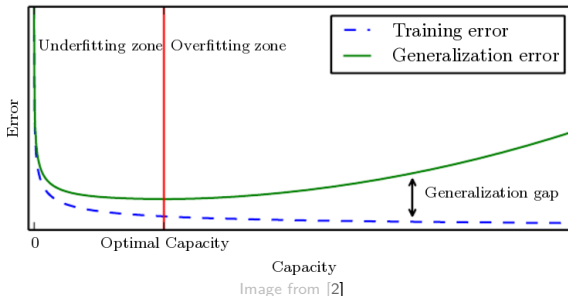 Underfitting zone
Overfitting zone
Training error
Generalization error
Error
Generalization gap
0
Optimal Capacity
Capacity
Image from [2]